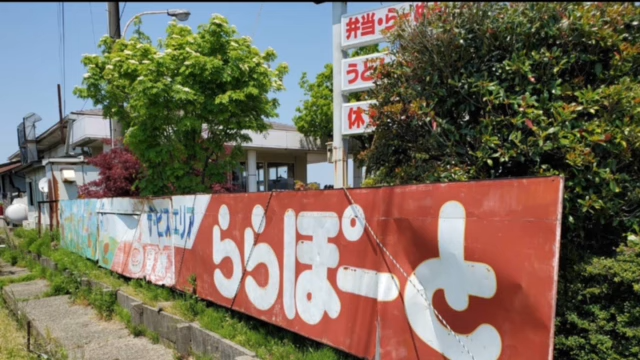 弁当・ら
うど
休
サービスエリア
ららぽーと